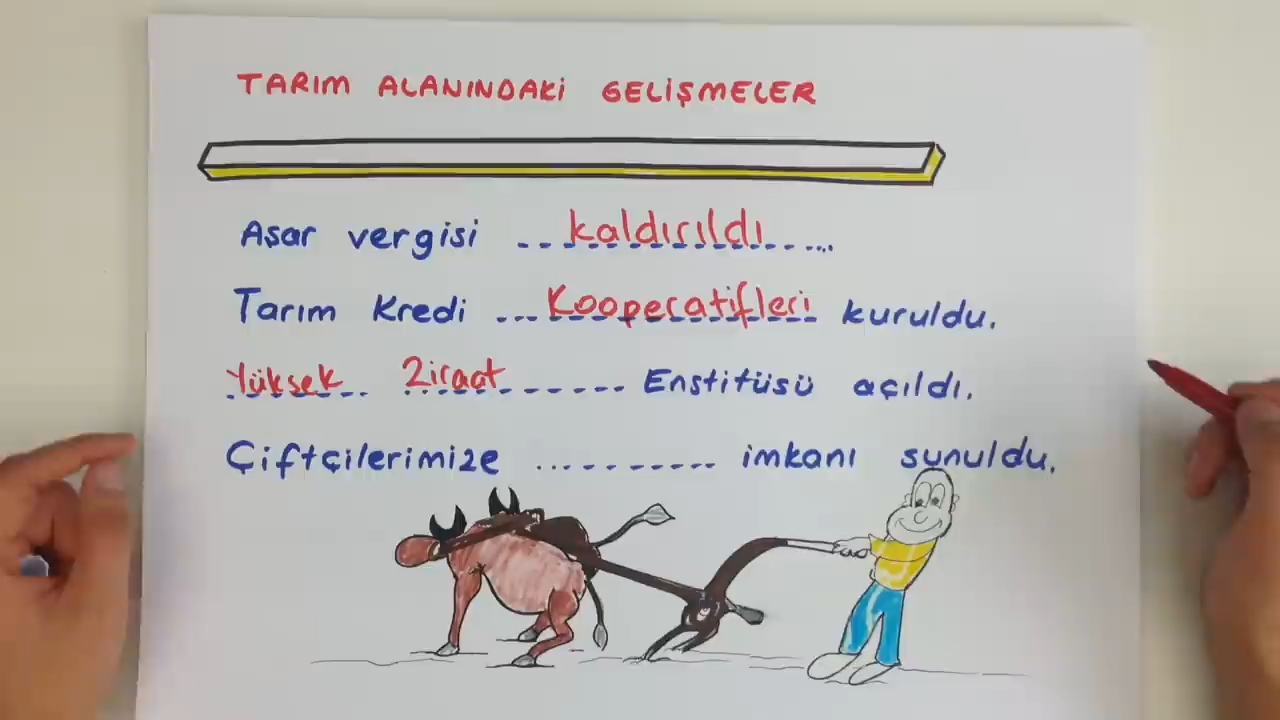 TARIM ALANINDAKİ GELİŞMELER
Aşar vergisi ... kaldırıldı ...
Tarım Kredi ... Kooperatifleri kuruldu.
Yüksek Ziraat ... Enstitüsü açıldı.
Çiftçilerimize ... imkanı sunuldu.